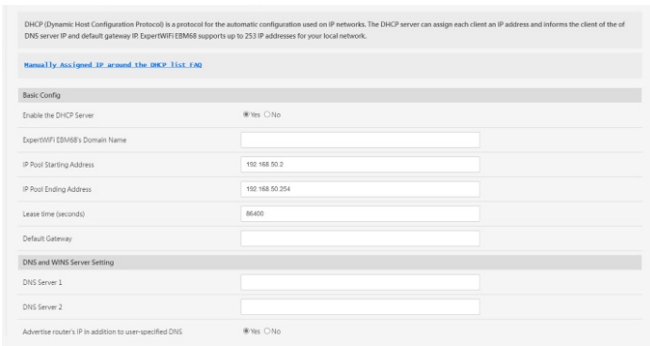 DHCP (Dynamic Host Configuration Protocol) is a protocol for the automatic configuration used on IP networks. The DHCP server can assign each client an IP address and informs the client of the of
DNS server IP and default gateway IP. ExpertWiFi EBM68 supports up to 253 IP addresses for your local network.
Manually Assigned IP around the DHCP list FAQ
Basic Config
Enable the DHCP Server Yes No
ExpertWiFi EBM68's Domain Name
IP Pool Starting Address 192.168.50.2
IP Pool Ending Address 192.168.50.254
Lease time (seconds) 86400
Default Gateway
DNS and WINS Server Setting
DNS Server 1
DNS Server 2
Advertise router's IP in addition to user-specified DNS Yes No